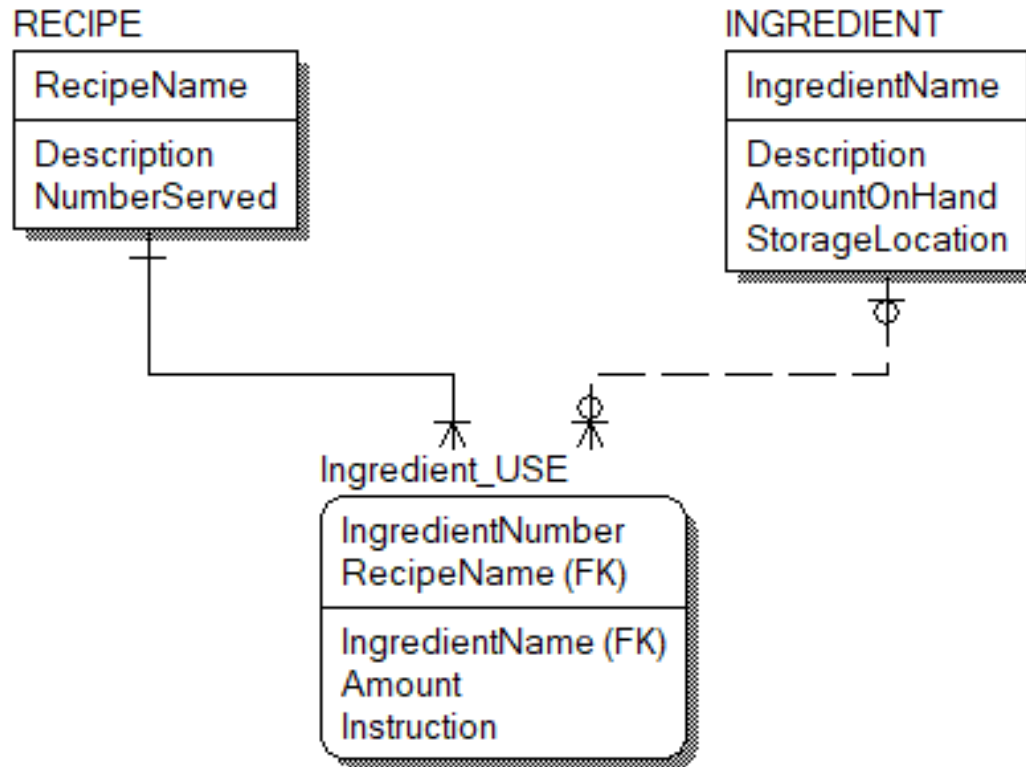 RECIPE
RecipeName
Description
NumberServed
INGREDIENT
IngredientName
Description
AmountOnHand
StorageLocation
Ingredient_USE
IngredientNumber
RecipeName (FK)
IngredientName (FK)
Amount
Instruction